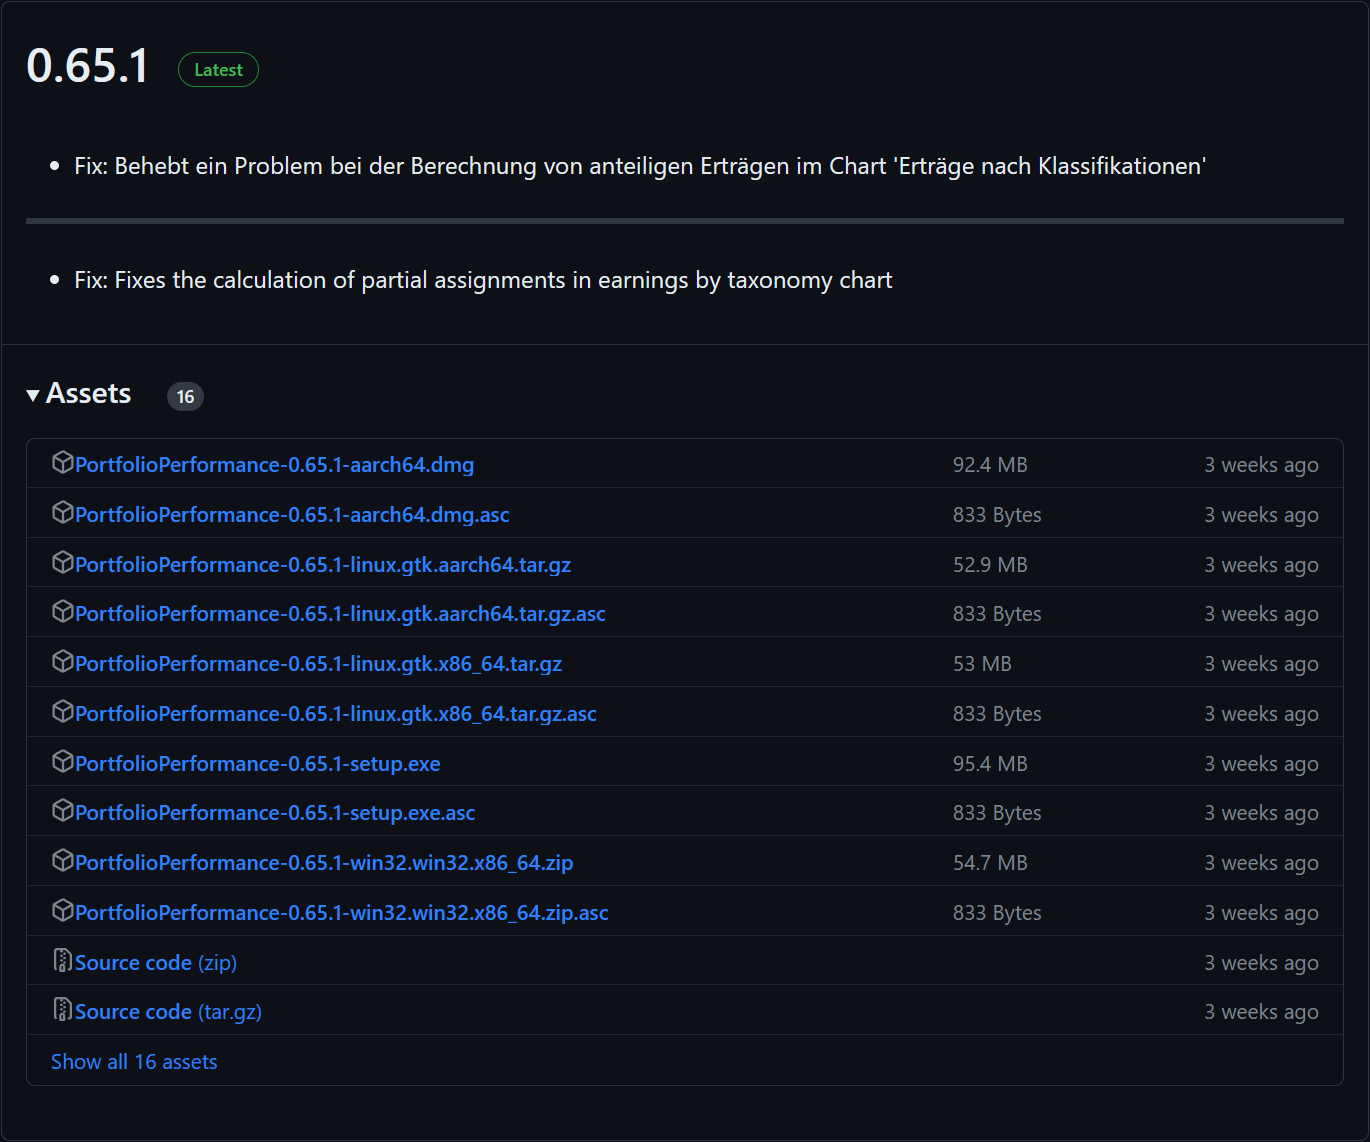 0.65.1 Latest
Fix: Behebt ein Problem bei der Berechnung von anteiligen Erträgen im Chart 'Erträge nach Klassifikationen'
Fix: Fixes the calculation of partial assignments in earnings by taxonomy chart
Assets 16
PortfolioPerformance-0.65.1-aarch64.dmg 92.4 MB 3 weeks ago
PortfolioPerformance-0.65.1-aarch64.dmg.asc 833 Bytes 3 weeks ago
PortfolioPerformance-0.65.1-linux.gtk.aarch64.tar.gz 52.9 MB 3 weeks ago
PortfolioPerformance-0.65.1-linux.gtk.aarch64.tar.gz.asc 833 Bytes 3 weeks ago
PortfolioPerformance-0.65.1-linux.gtk.x86_64.tar.gz 53 MB 3 weeks ago
PortfolioPerformance-0.65.1-linux.gtk.x86_64.tar.gz.asc 833 Bytes 3 weeks ago
PortfolioPerformance-0.65.1-setup.exe 95.4 MB 3 weeks ago
PortfolioPerformance-0.65.1-setup.exe.asc 833 Bytes 3 weeks ago
PortfolioPerformance-0.65.1-win32.win32.x86_64.zip 54.7 MB 3 weeks ago
PortfolioPerformance-0.65.1-win32.win32.x86_64.zip.asc 833 Bytes 3 weeks ago
Source code (zip) 3 weeks ago
Source code (tar.gz) 3 weeks ago
Show all 16 assets